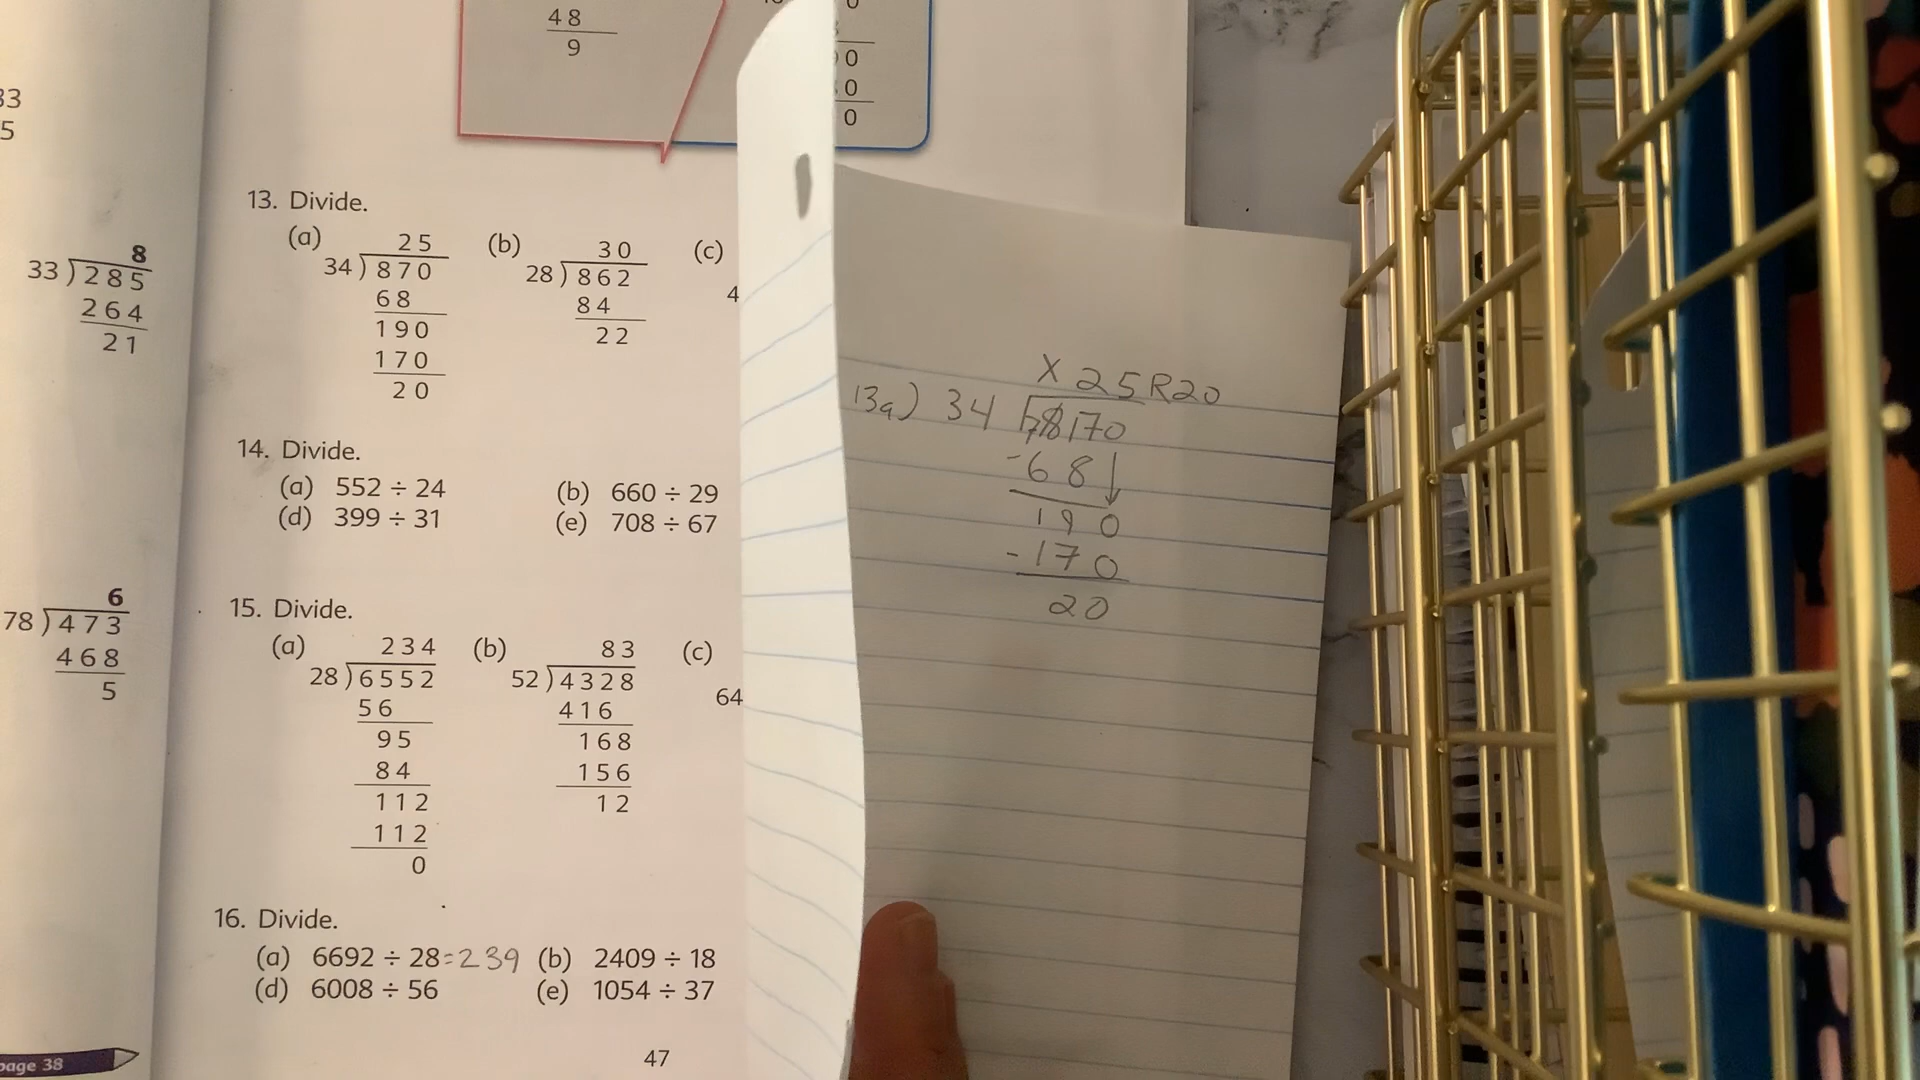 33
5
8
33 ) 285
264
21
6
78 ) 473
468
5
page 38
48
9
0
0
0
0
13. Divide.
(a) 25
34 ) 870
68
190
170
20
(b) 30
28 ) 862
84
22
(c)
4
14. Divide.
(a) 552 ÷ 24 (b) 660 ÷ 29
(d) 399 ÷ 31 (e) 708 ÷ 67
15. Divide.
(a) 234
28 ) 6552
56
95
84
112
112
0
(b) 83
52 ) 4328
416
168
156
12
(c)
64
16. Divide.
(a) 6692 ÷ 28 = 239 (b) 2409 ÷ 18
(d) 6008 ÷ 56 (e) 1054 ÷ 37
47
X 25 R20
13a) 34 78170
-68
190
-170
20